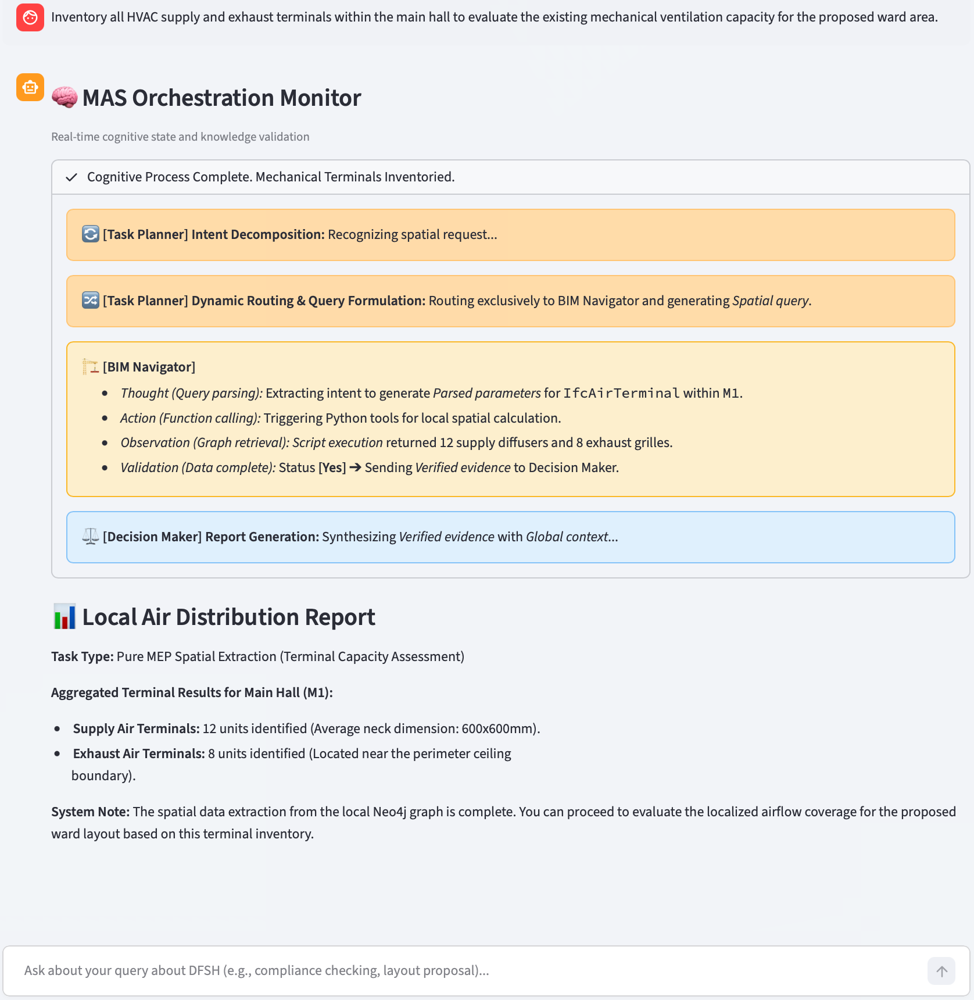 Inventory all HVAC supply and exhaust terminals within the main hall to evaluate the existing mechanical ventilation capacity for the proposed ward area.
MAS Orchestration Monitor
Real-time cognitive state and knowledge validation
Cognitive Process Complete. Mechanical Terminals Inventoried.
[Task Planner] Intent Decomposition: Recognizing spatial request...
[Task Planner] Dynamic Routing & Query Formulation: Routing exclusively to BIM Navigator and generating Spatial query.
[BIM Navigator]
• Thought (Query parsing): Extracting intent to generate Parsed parameters for IfcAirTerminal within M1.
• Action (Function calling): Triggering Python tools for local spatial calculation.
• Observation (Graph retrieval): Script execution returned 12 supply diffusers and 8 exhaust grilles.
• Validation (Data complete): Status [Yes] ➔ Sending Verified evidence to Decision Maker.
[Decision Maker] Report Generation: Synthesizing Verified evidence with Global context...
Local Air Distribution Report
Task Type: Pure MEP Spatial Extraction (Terminal Capacity Assessment)
Aggregated Terminal Results for Main Hall (M1):
• Supply Air Terminals: 12 units identified (Average neck dimension: 600x600mm).
• Exhaust Air Terminals: 8 units identified (Located near the perimeter ceiling
boundary).
System Note: The spatial data extraction from the local Neo4j graph is complete. You can proceed to evaluate the localized airflow coverage for the proposed
ward layout based on this terminal inventory.
Ask about your query about DFSH (e.g., compliance checking, layout proposal)...